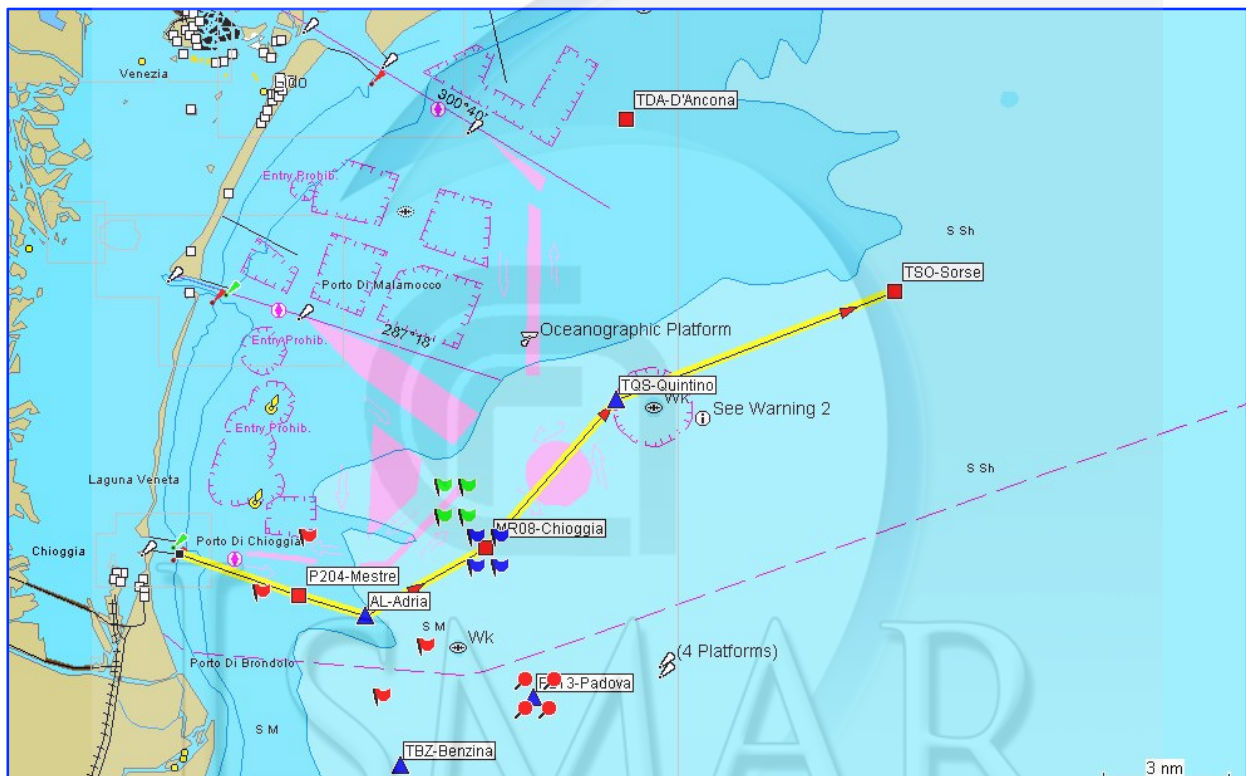 Venezia
Lido
TDA-D'Ancona
300°40'
Entry Prohib.
S Sh
TSO-Sorse
Porto Di Malamocco
287°18'
Oceanographic Platform
Entry Prohib.
TQS-Quintino
Wk
See Warning 2
Entry Prohib.
S Sh
Laguna Veneta
MR08-Chioggia
Porto Di Chioggia
Chioggia
P204-Mestre
AL-Adria
S M
Wk
(4 Platforms)
Porto Di Brondolo
S M
TBZ-Benzina
ISMAR
3 nm